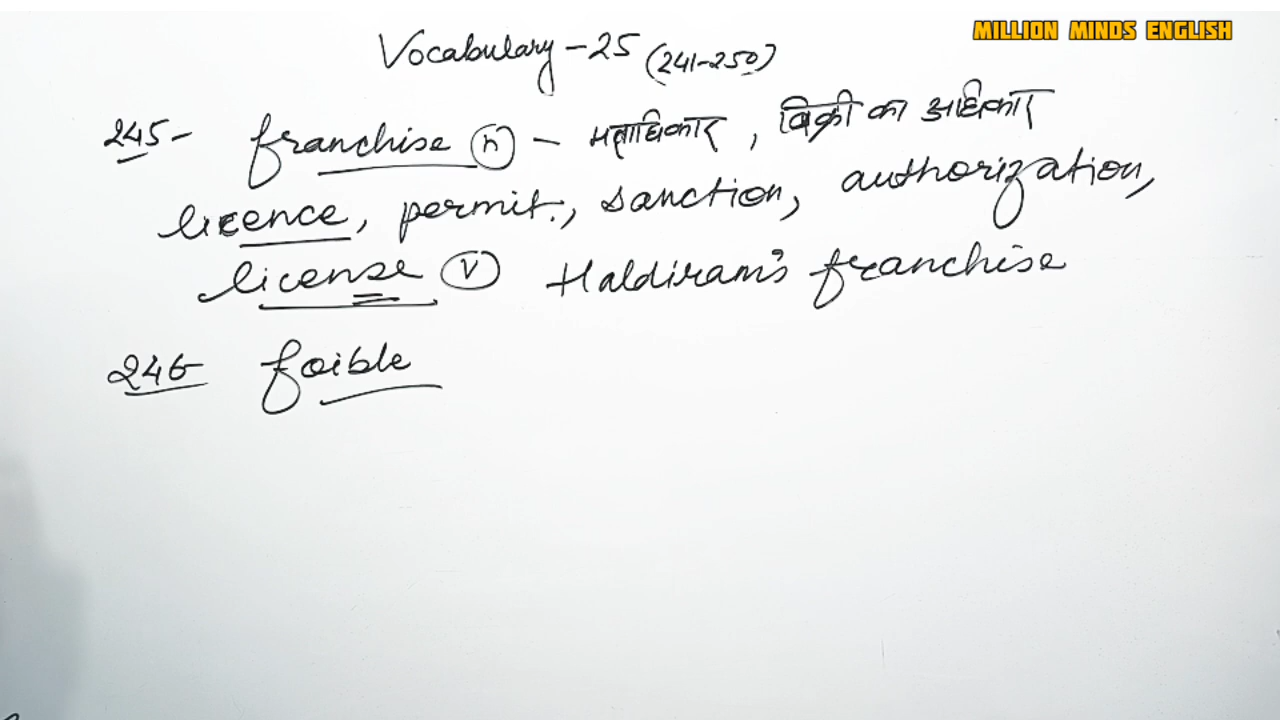 MILLION MINDS ENGLISH
Vocabulary - 25 (241-250)
245- franchise (n) - मताधिकार, बिक्री का अधिकार
licence, permit, sanction, authorization,
license (v) Haldiram's franchise
246 foible